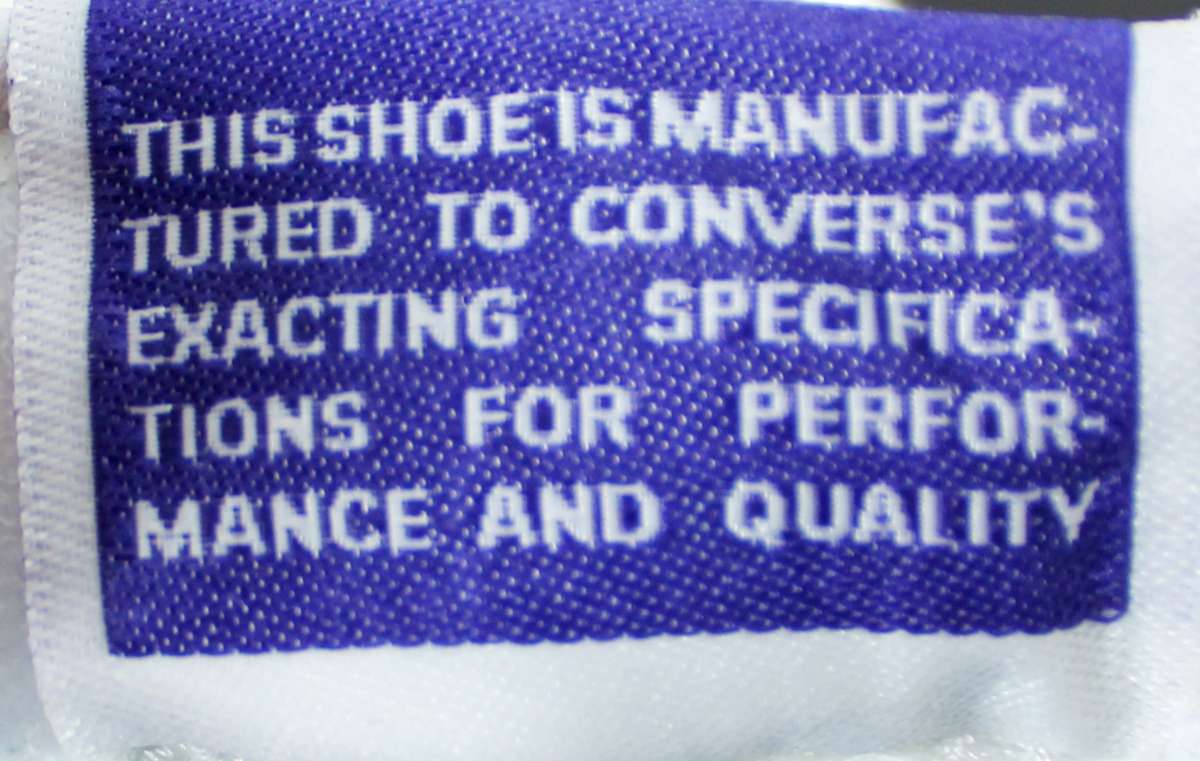 THIS SHOE IS MANUFAC-
TURED TO CONVERSE'S
EXACTING SPECIFICA-
TIONS FOR PERFOR-
MANCE AND QUALITY